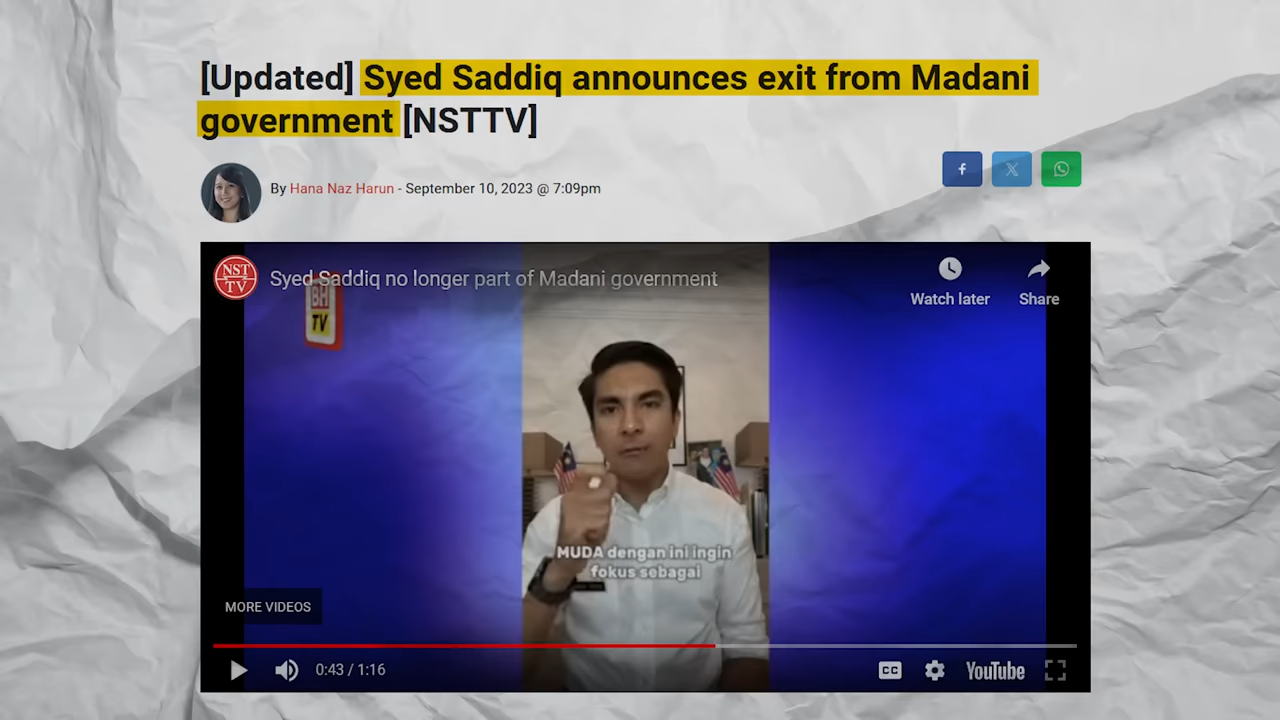 [Updated] Syed Saddiq announces exit from Madani
government [NSTTV]
By Hana Naz Harun - September 10, 2023 @ 7:09pm
f X
NST
TV
Syed Saddiq no longer part of Madani government
Watch later
Share
BH
TV
MUDA dengan ini ingin
fokus sebagai
MORE VIDEOS
0:43 / 1:16
CC
YouTube